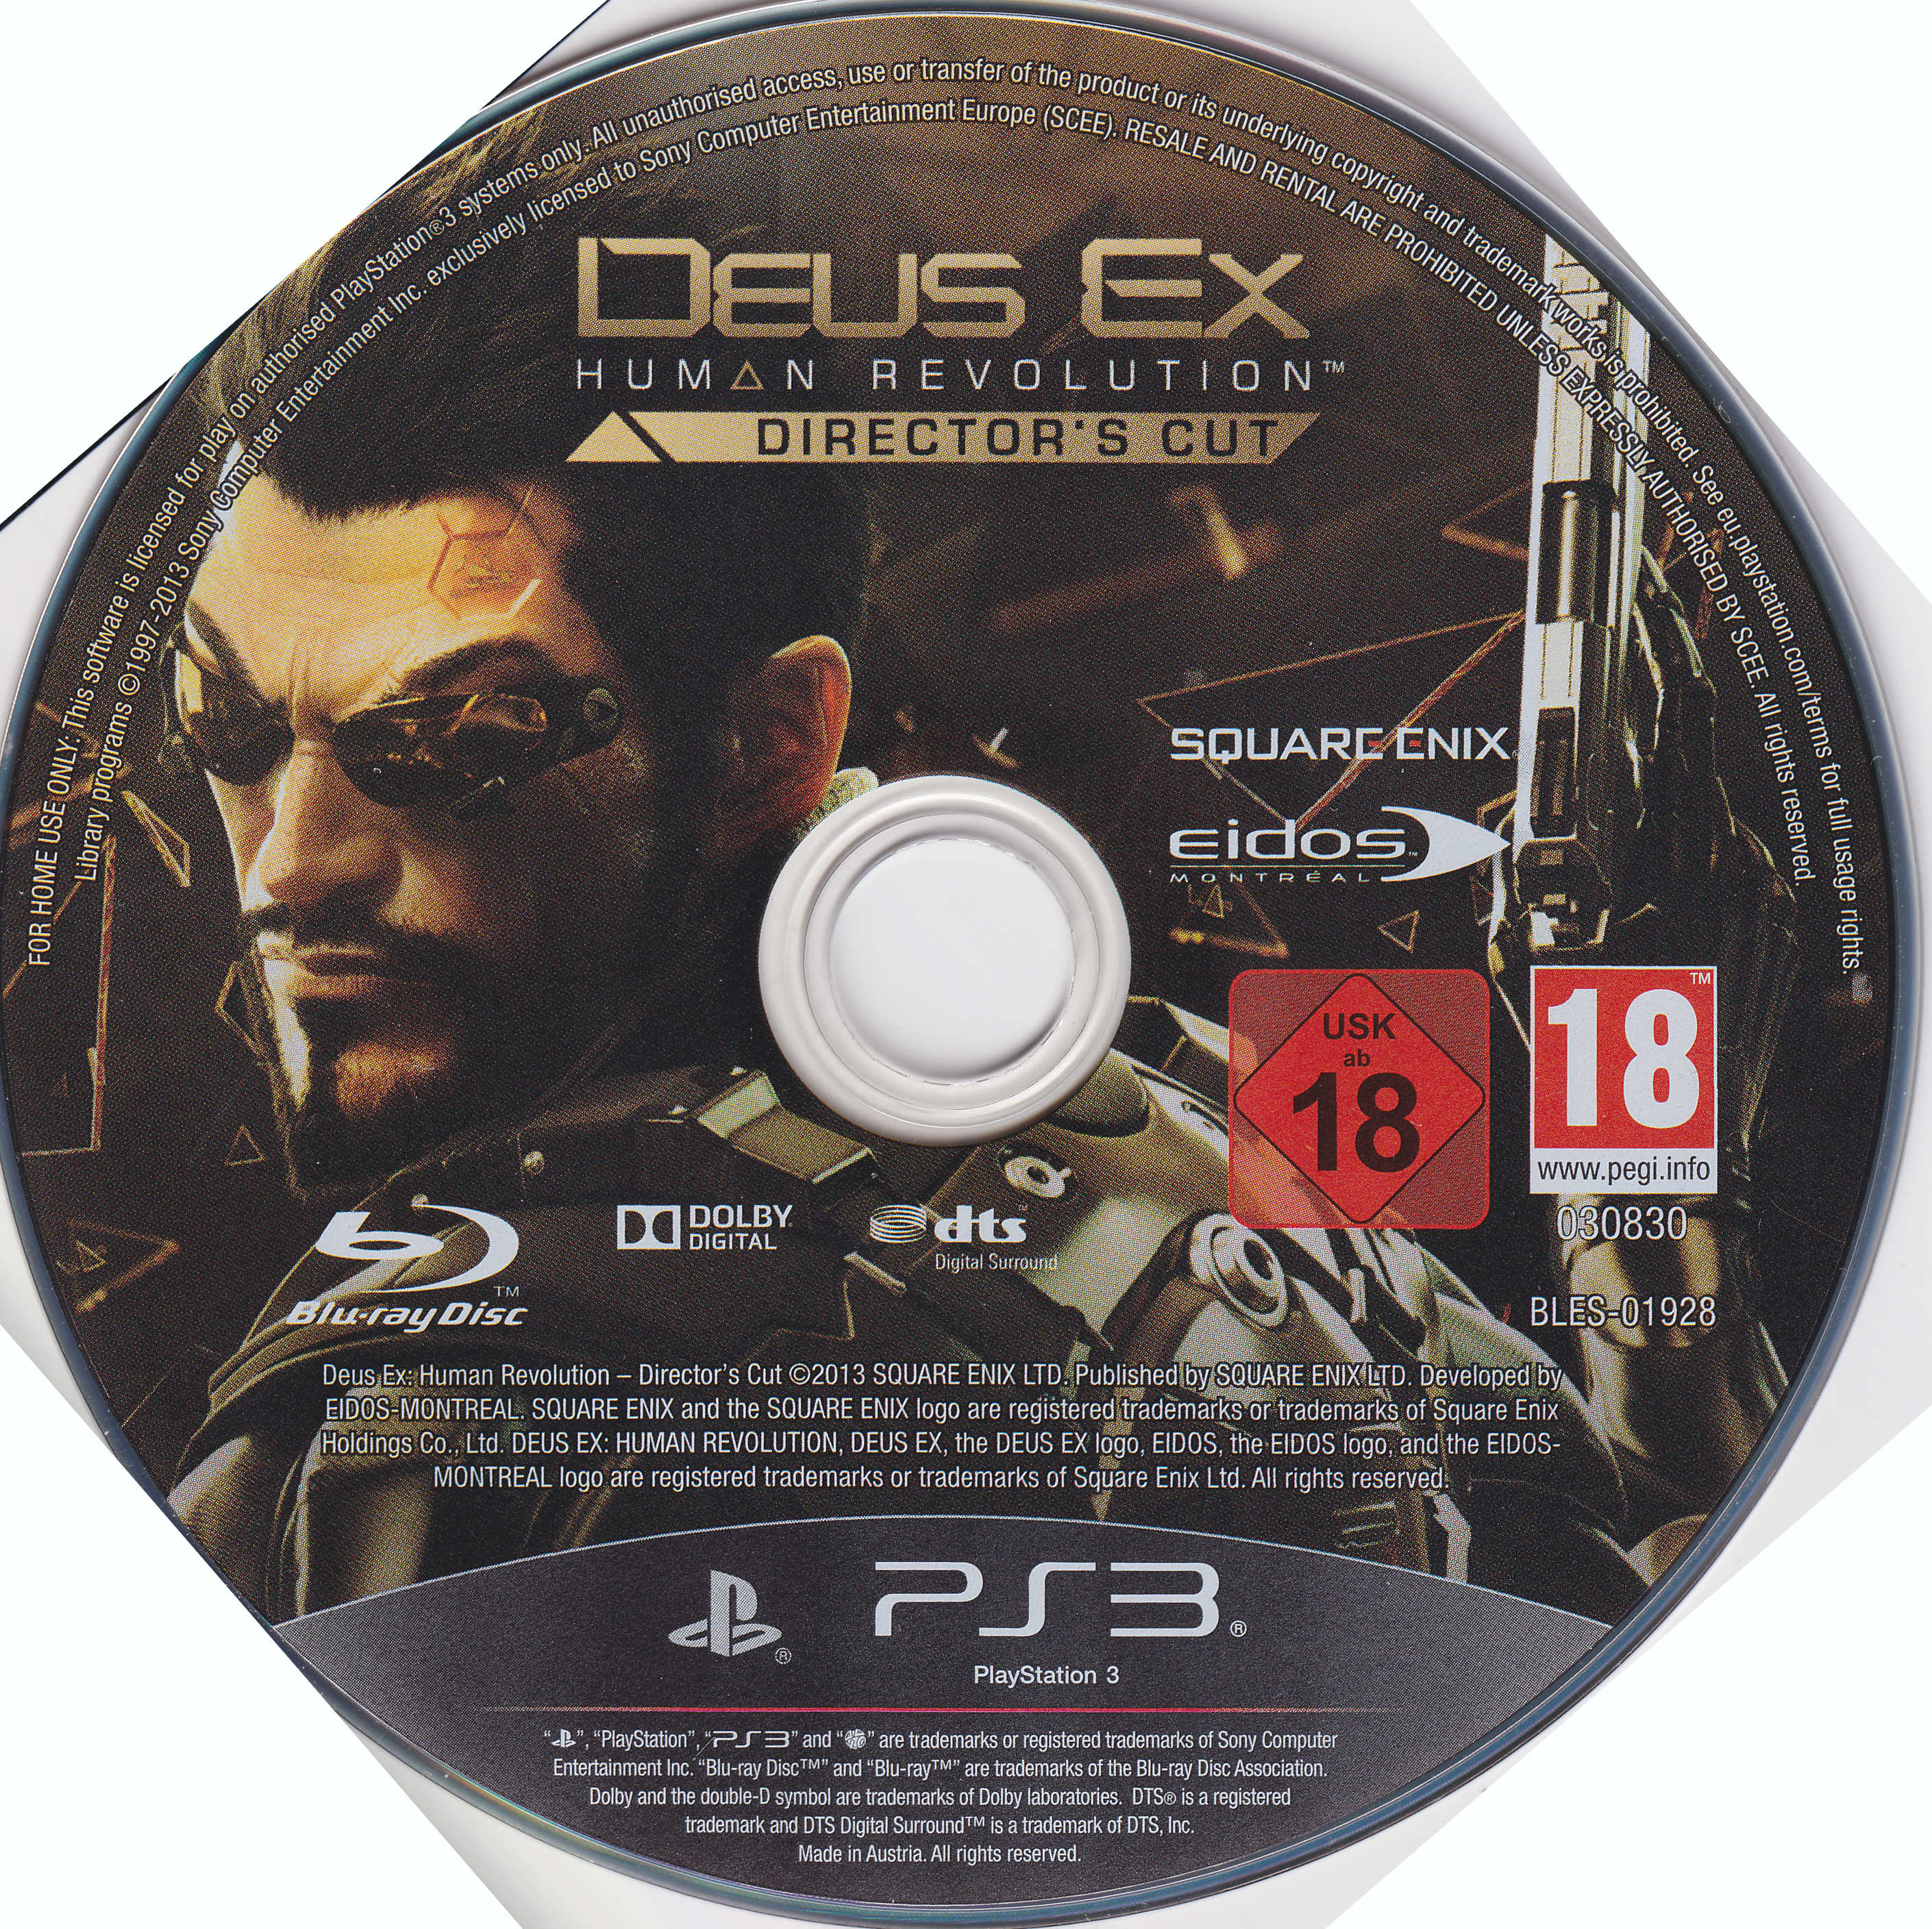 FOR HOME USE ONLY: This software is licensed for play on authorised PlayStation®3 systems only. All unauthorised access, use or transfer of the product or its underlying copyright and trademark works is prohibited. See eu.playstation.com/terms for full usage rights.
Library programs ©1997-2013 Sony Computer Entertainment Inc. exclusively licensed to Sony Computer Entertainment Europe (SCEE). RESALE AND RENTAL ARE PROHIBITED UNLESS EXPRESSLY AUTHORISED BY SCEE. All rights reserved.
DEUS EX
HUMAN REVOLUTION™
DIRECTOR'S CUT
SQUARE ENIX
eidos™
MONTRÉAL
USK
ab
18
18™
www.pegi.info
030830
BLES-01928
Blu-ray Disc™
DOLBY
DIGITAL
dts™
Digital Surround
Deus Ex: Human Revolution – Director's Cut ©2013 SQUARE ENIX LTD. Published by SQUARE ENIX LTD. Developed by
EIDOS-MONTREAL. SQUARE ENIX and the SQUARE ENIX logo are registered trademarks or trademarks of Square Enix
Holdings Co., Ltd. DEUS EX: HUMAN REVOLUTION, DEUS EX, the DEUS EX logo, EIDOS, the EIDOS logo, and the EIDOS-
MONTREAL logo are registered trademarks or trademarks of Square Enix Ltd. All rights reserved.
PS3®
PlayStation 3
“ ”, “PlayStation”, “PS3” and “ ” are trademarks or registered trademarks of Sony Computer
Entertainment Inc. “Blu-ray Disc™” and “Blu-ray™” are trademarks of the Blu-ray Disc Association.
Dolby and the double-D symbol are trademarks of Dolby laboratories. DTS® is a registered
trademark and DTS Digital Surround™ is a trademark of DTS, Inc.
Made in Austria. All rights reserved.